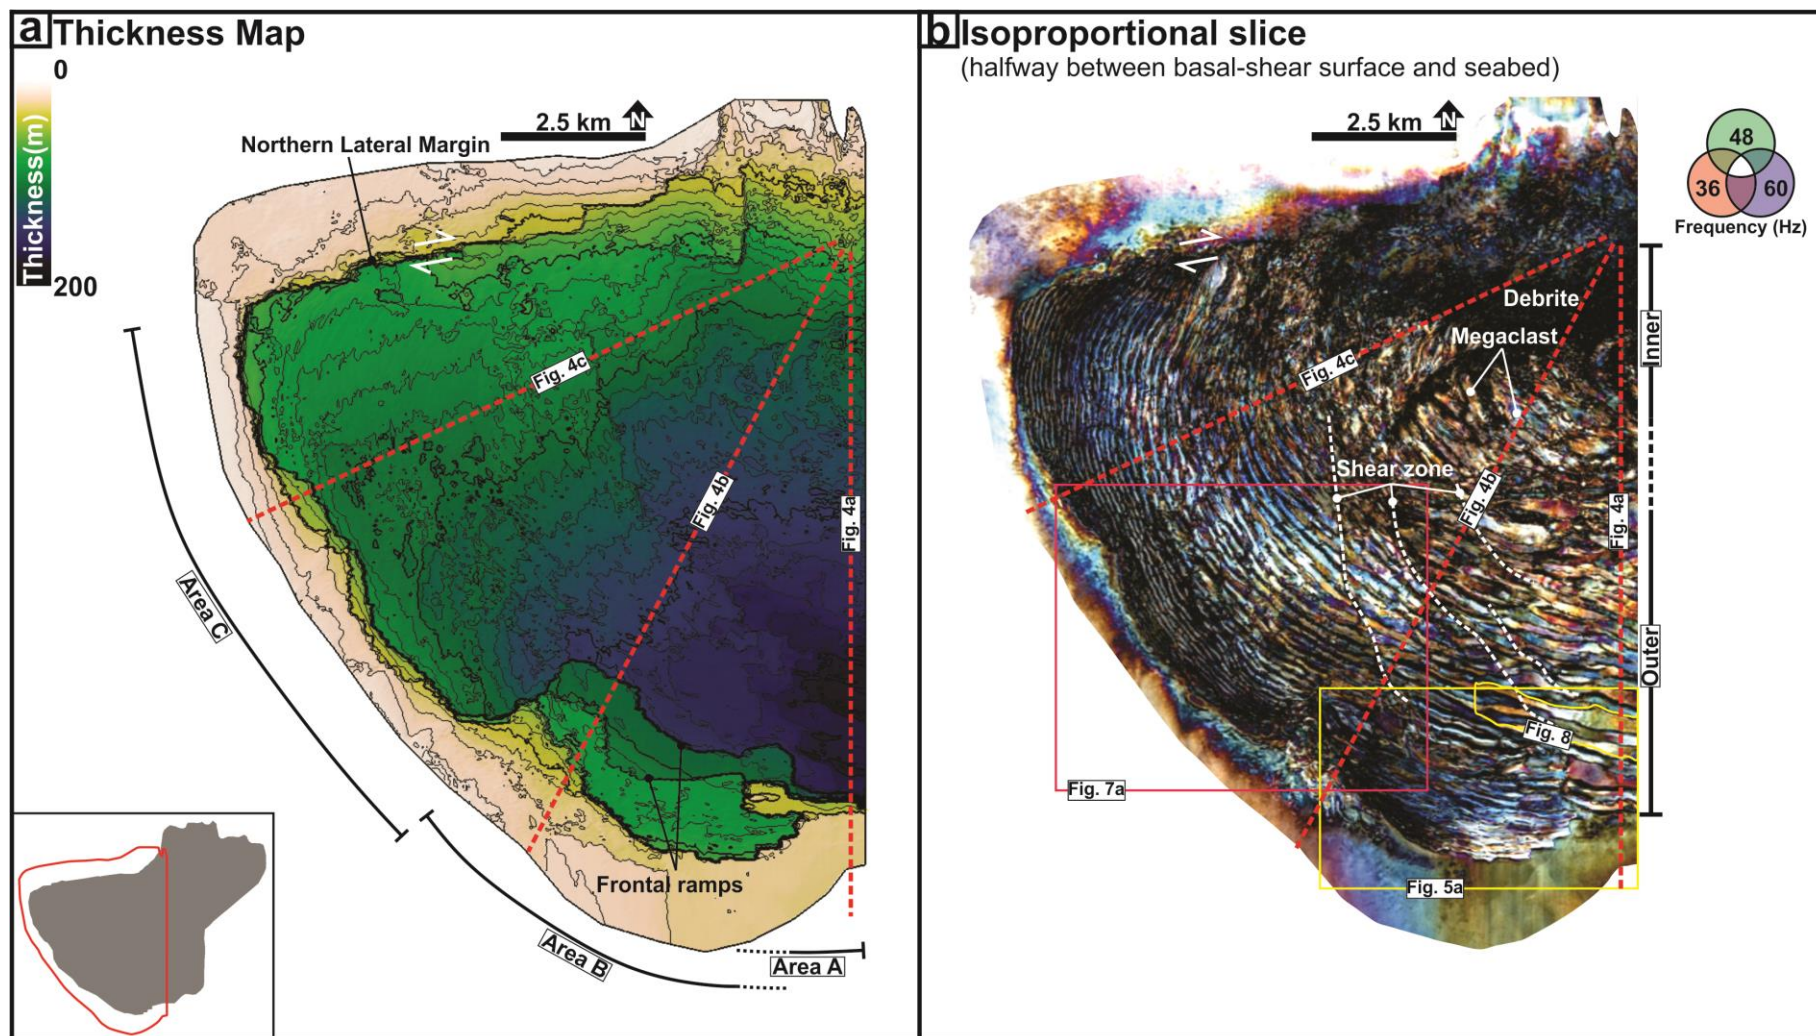 a Thickness Map
0
Thickness(m)
200
2.5 km
N
Northern Lateral Margin
Fig. 4c
Fig. 4b
Fig. 4a
Area C
Frontal ramps
Area B
Area A
b Isoproportional slice
(halfway between basal-shear surface and seabed)
2.5 km
N
48
36
60
Frequency (Hz)
Debrite
Megaclast
Inner
Fig. 4c
Shear zone
Fig. 4b
Fig. 4a
Outer
Fig. 8
Fig. 7a
Fig. 5a